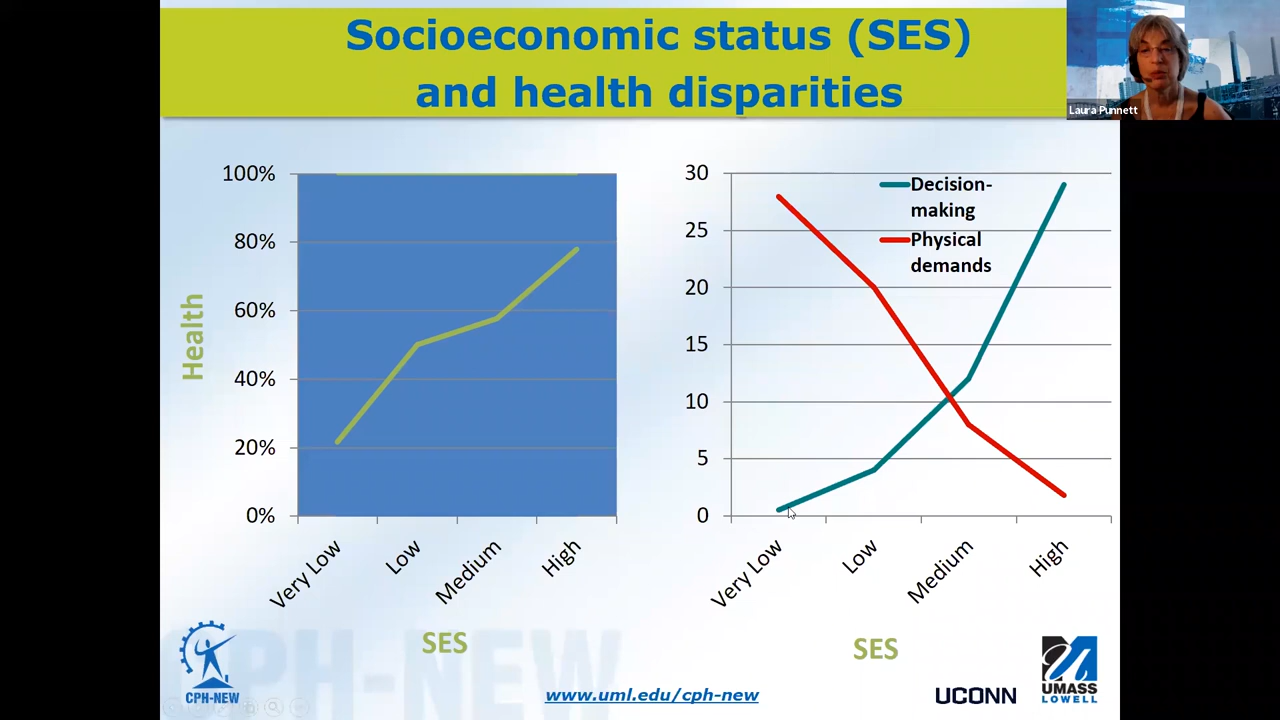 Socioeconomic status (SES)
and health disparities
Laura Punnett
100%
80%
60%
40%
20%
0%
Health
Very Low
Low
Medium
High
SES
30
25
20
15
10
5
0
Decision-
making
Physical
demands
Very Low
Low
Medium
High
SES
CPH-NEW
CPH-NEW
www.uml.edu/cph-new
UCONN
UMASS
LOWELL